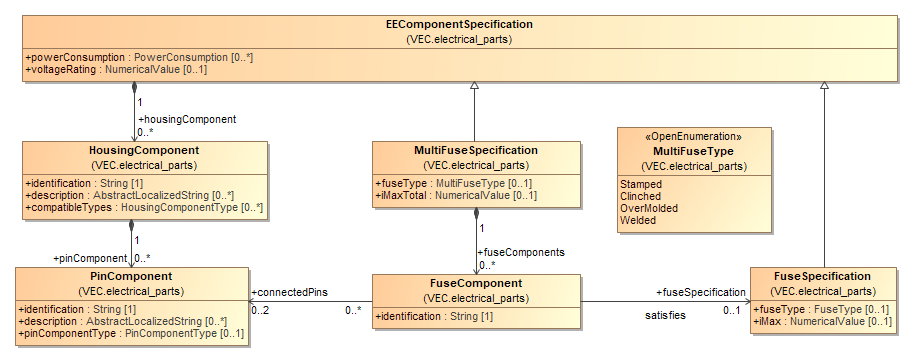 EEComponentSpecification
(VEC.electrical_parts)
+powerConsumption : PowerConsumption [0..*]
+voltageRating : NumericalValue [0..1]
1
+housingComponent
0..*
HousingComponent
(VEC.electrical_parts)
+identification : String [1]
+description : AbstractLocalizedString [0..*]
+compatibleTypes : HousingComponentType [0..*]
MultiFuseSpecification
(VEC.electrical_parts)
+fuseType : MultiFuseType [0..1]
+iMaxTotal : NumericalValue [0..1]
«OpenEnumeration»
MultiFuseType
(VEC.electrical_parts)
Stamped
Clinched
OverMolded
Welded
1
+pinComponent
0..*
1
+fuseComponents
0..*
PinComponent
(VEC.electrical_parts)
+identification : String [1]
+description : AbstractLocalizedString [0..*]
+pinComponentType : PinComponentType [0..1]
+connectedPins
0..2
0..*
FuseComponent
(VEC.electrical_parts)
+identification : String [1]
+fuseSpecification
satisfies
0..1
FuseSpecification
(VEC.electrical_parts)
+fuseType : FuseType [0..1]
+iMax : NumericalValue [0..1]